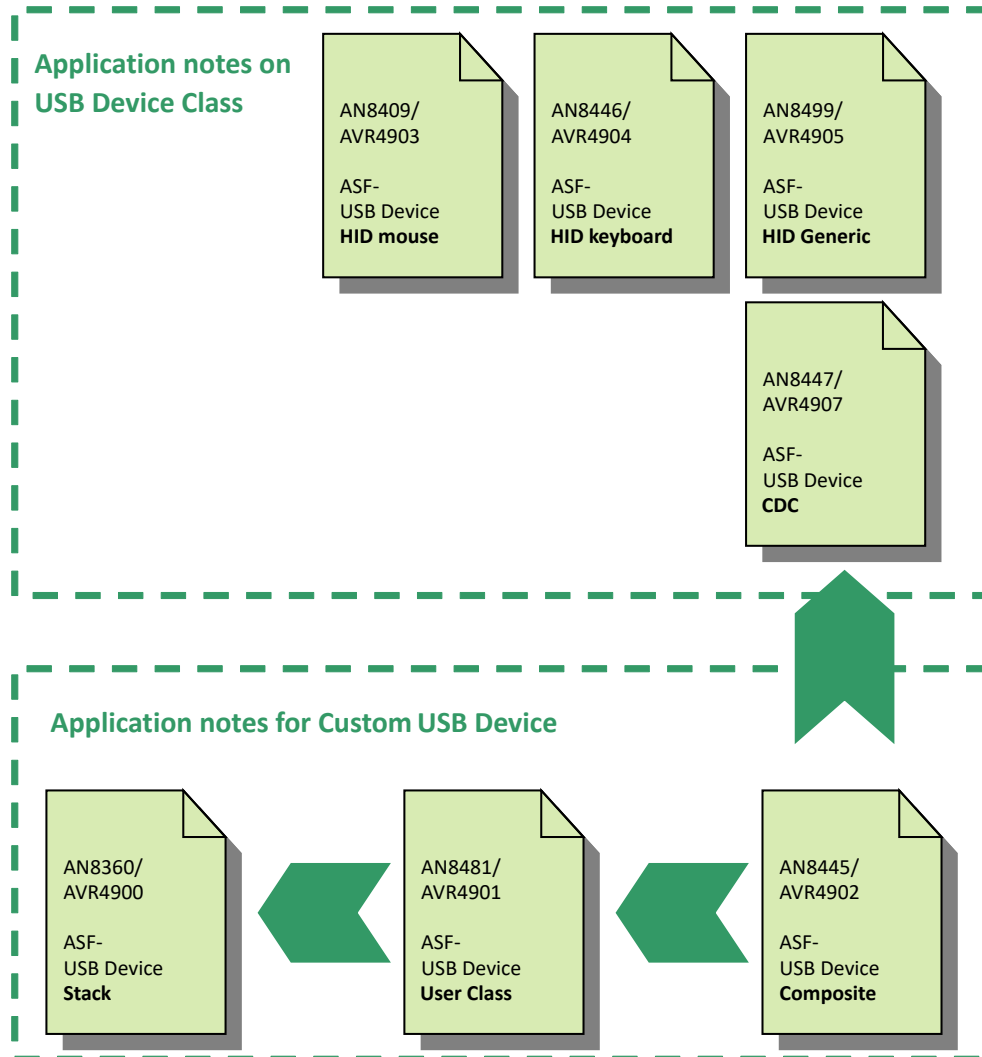 Application notes on
USB Device Class
AN8409/
AVR4903
ASF-
USB Device
HID mouse
AN8446/
AVR4904
ASF-
USB Device
HID keyboard
AN8499/
AVR4905
ASF-
USB Device
HID Generic
AN8447/
AVR4907
ASF-
USB Device
CDC
Application notes for Custom USB Device
AN8360/
AVR4900
ASF-
USB Device
Stack
AN8481/
AVR4901
ASF-
USB Device
User Class
AN8445/
AVR4902
ASF-
USB Device
Composite